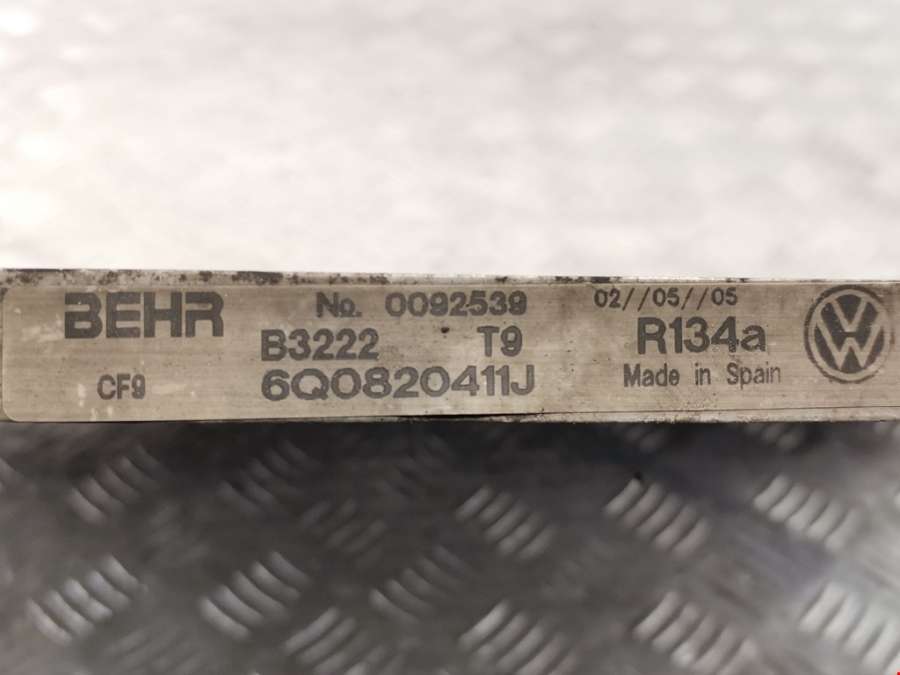 BEHR No. 0092539 02//05//05
B3222 T9 R134a
CF9 6Q0820411J Made in Spain